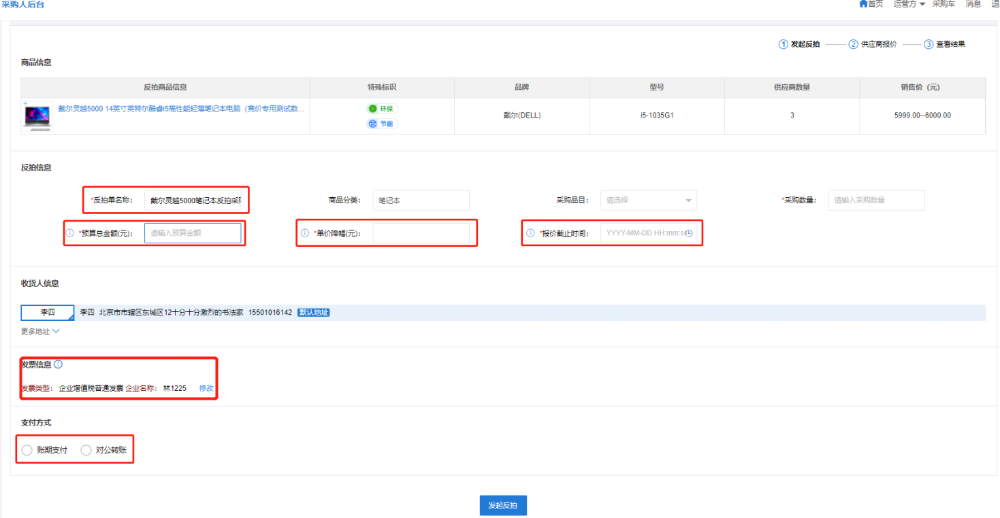 采购人后台
首页 运营方 采购车 消息 退
1 发起反拍 2 供应商报价 3 查看结果
商品信息
反拍商品信息 特殊标识 品牌 型号 供应商数量 销售价（元）
戴尔灵越5000 14英寸英特尔酷睿i5高性能轻薄笔记本电脑（竞价专用测试数...
环保
节能
戴尔(DELL) i5-1035G1 3 5999.00--6000.00
反拍信息
*反拍单名称： 戴尔灵越5000笔记本反拍采购 商品分类： 笔记本 采购品目： 请选择 *采购数量： 请输入采购数量
*预算总金额(元)： 请输入预算金额 *单价降幅(元)： *报价截止时间： YYYY-MM-DD HH:mm:s
收货人信息
李四 李四 北京市市辖区东城区12十分十分激烈的书法家 15501016142 默认地址
更多地址
发票信息
发票类型： 企业增值税普通发票 企业名称： 林1225 修改
支付方式
账期支付 对公转账
发起反拍